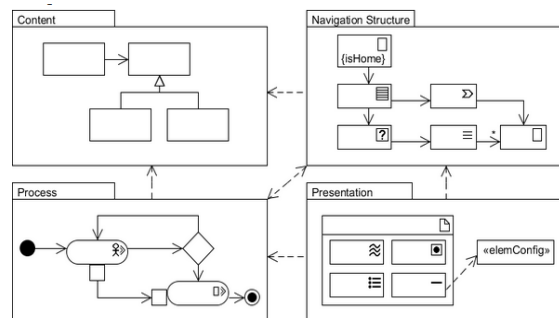 Content
Navigation Structure
{isHome}
?
*
Process
Presentation
«elemConfig»